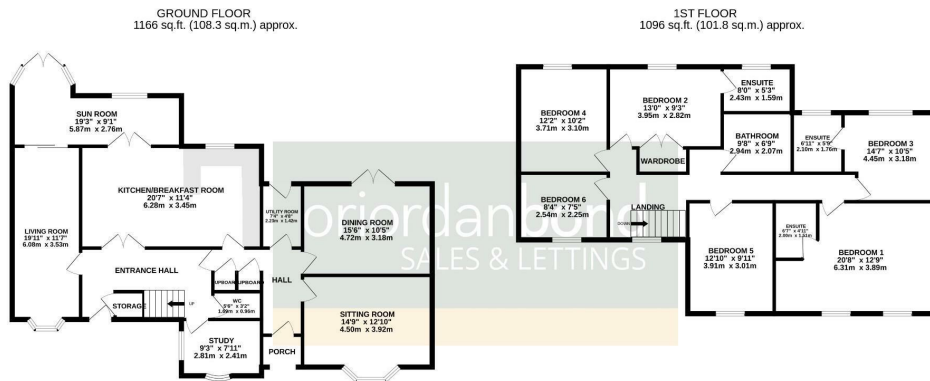 GROUND FLOOR
1166 sq.ft. (108.3 sq.m.) approx.
SUN ROOM
19'3" x 9'1"
5.87m x 2.76m
KITCHEN/BREAKFAST ROOM
20'7" x 11'4"
6.28m x 3.45m
LIVING ROOM
19'11" x 11'7"
6.08m x 3.53m
ENTRANCE HALL
STORAGE
UP
WC
STUDY
9'3" x 7'11"
2.81m x 2.41m
UTILITY ROOM
HALL
PORCH
DINING ROOM
15'6" x 10'5"
4.72m x 3.18m
SITTING ROOM
14'9" x 12'10"
4.50m x 3.92m
oriordanbond
SALES & LETTINGS
1ST FLOOR
1096 sq.ft. (101.8 sq.m.) approx.
BEDROOM 4
12'2" x 10'2"
3.71m x 3.10m
BEDROOM 2
13'0" x 9'3"
3.95m x 2.82m
ENSUITE
8'0" x 5'3"
2.43m x 1.59m
WARDROBE
BATHROOM
9'8" x 6'9"
2.94m x 2.07m
ENSUITE
6'11" x 5'9"
2.10m x 1.76m
BEDROOM 3
14'7" x 10'5"
4.45m x 3.18m
BEDROOM 6
8'4" x 7'5"
2.54m x 2.25m
LANDING
DOWN
BEDROOM 5
12'10" x 9'11"
3.91m x 3.01m
ENSUITE
6'7" x 4'11"
BEDROOM 1
20'8" x 12'9"
6.31m x 3.89m